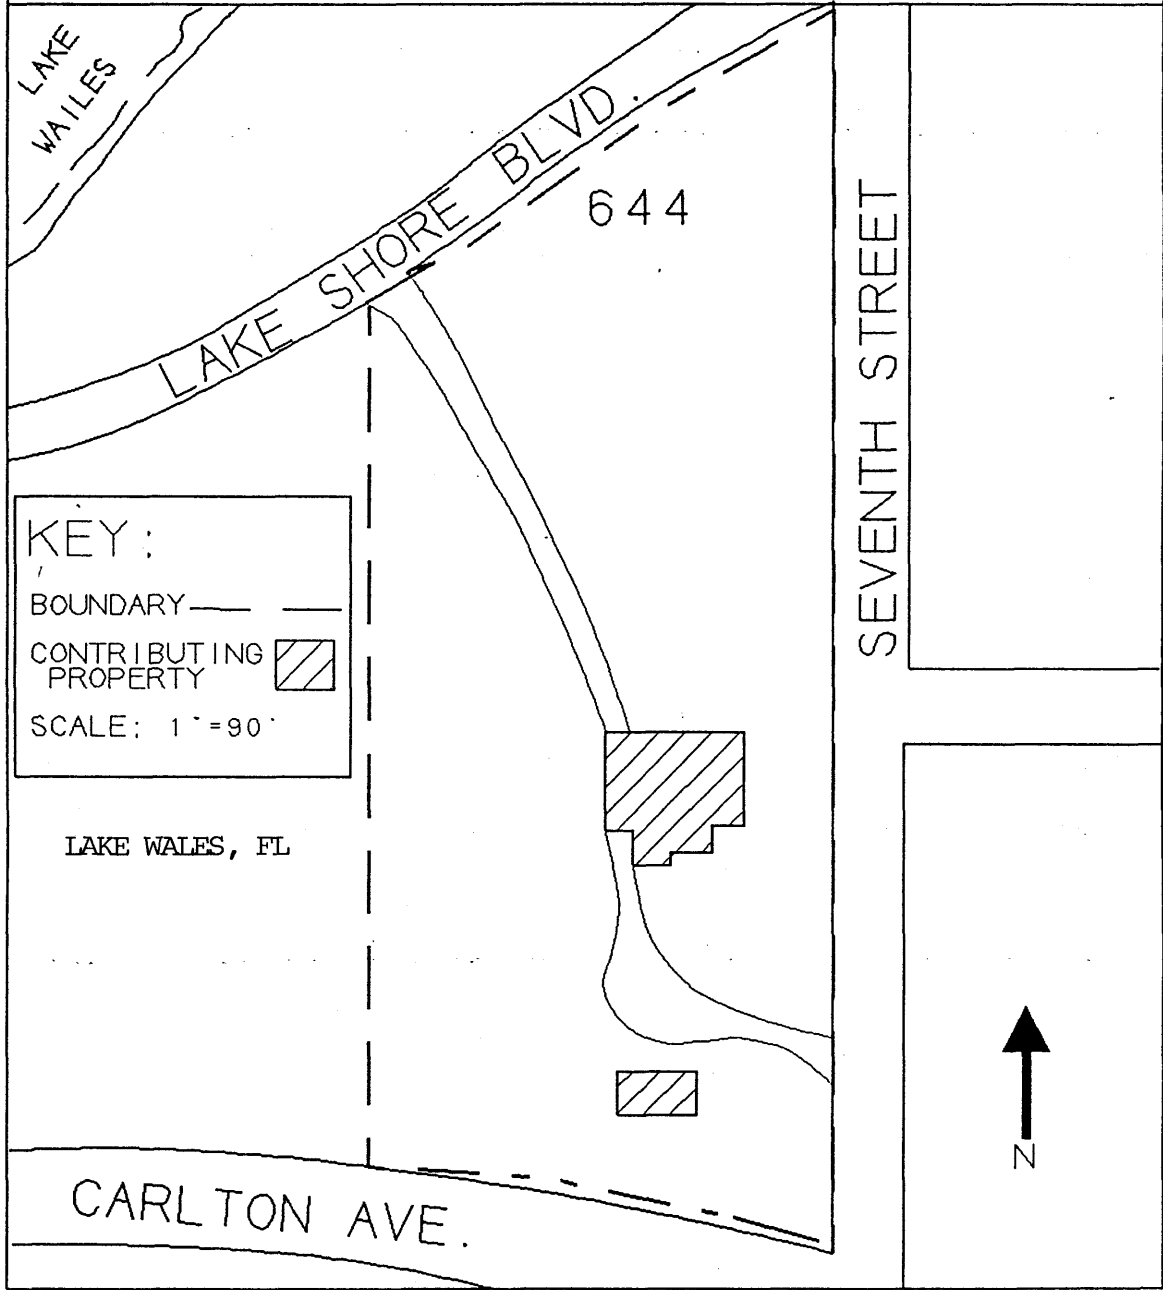 LAKE
WAILES
LAKE SHORE BLVD.
644
SEVENTH STREET
KEY:
BOUNDARY
CONTRIBUTING
PROPERTY
SCALE: 1"=90'
LAKE WALES, FL
N
CARLTON AVE.